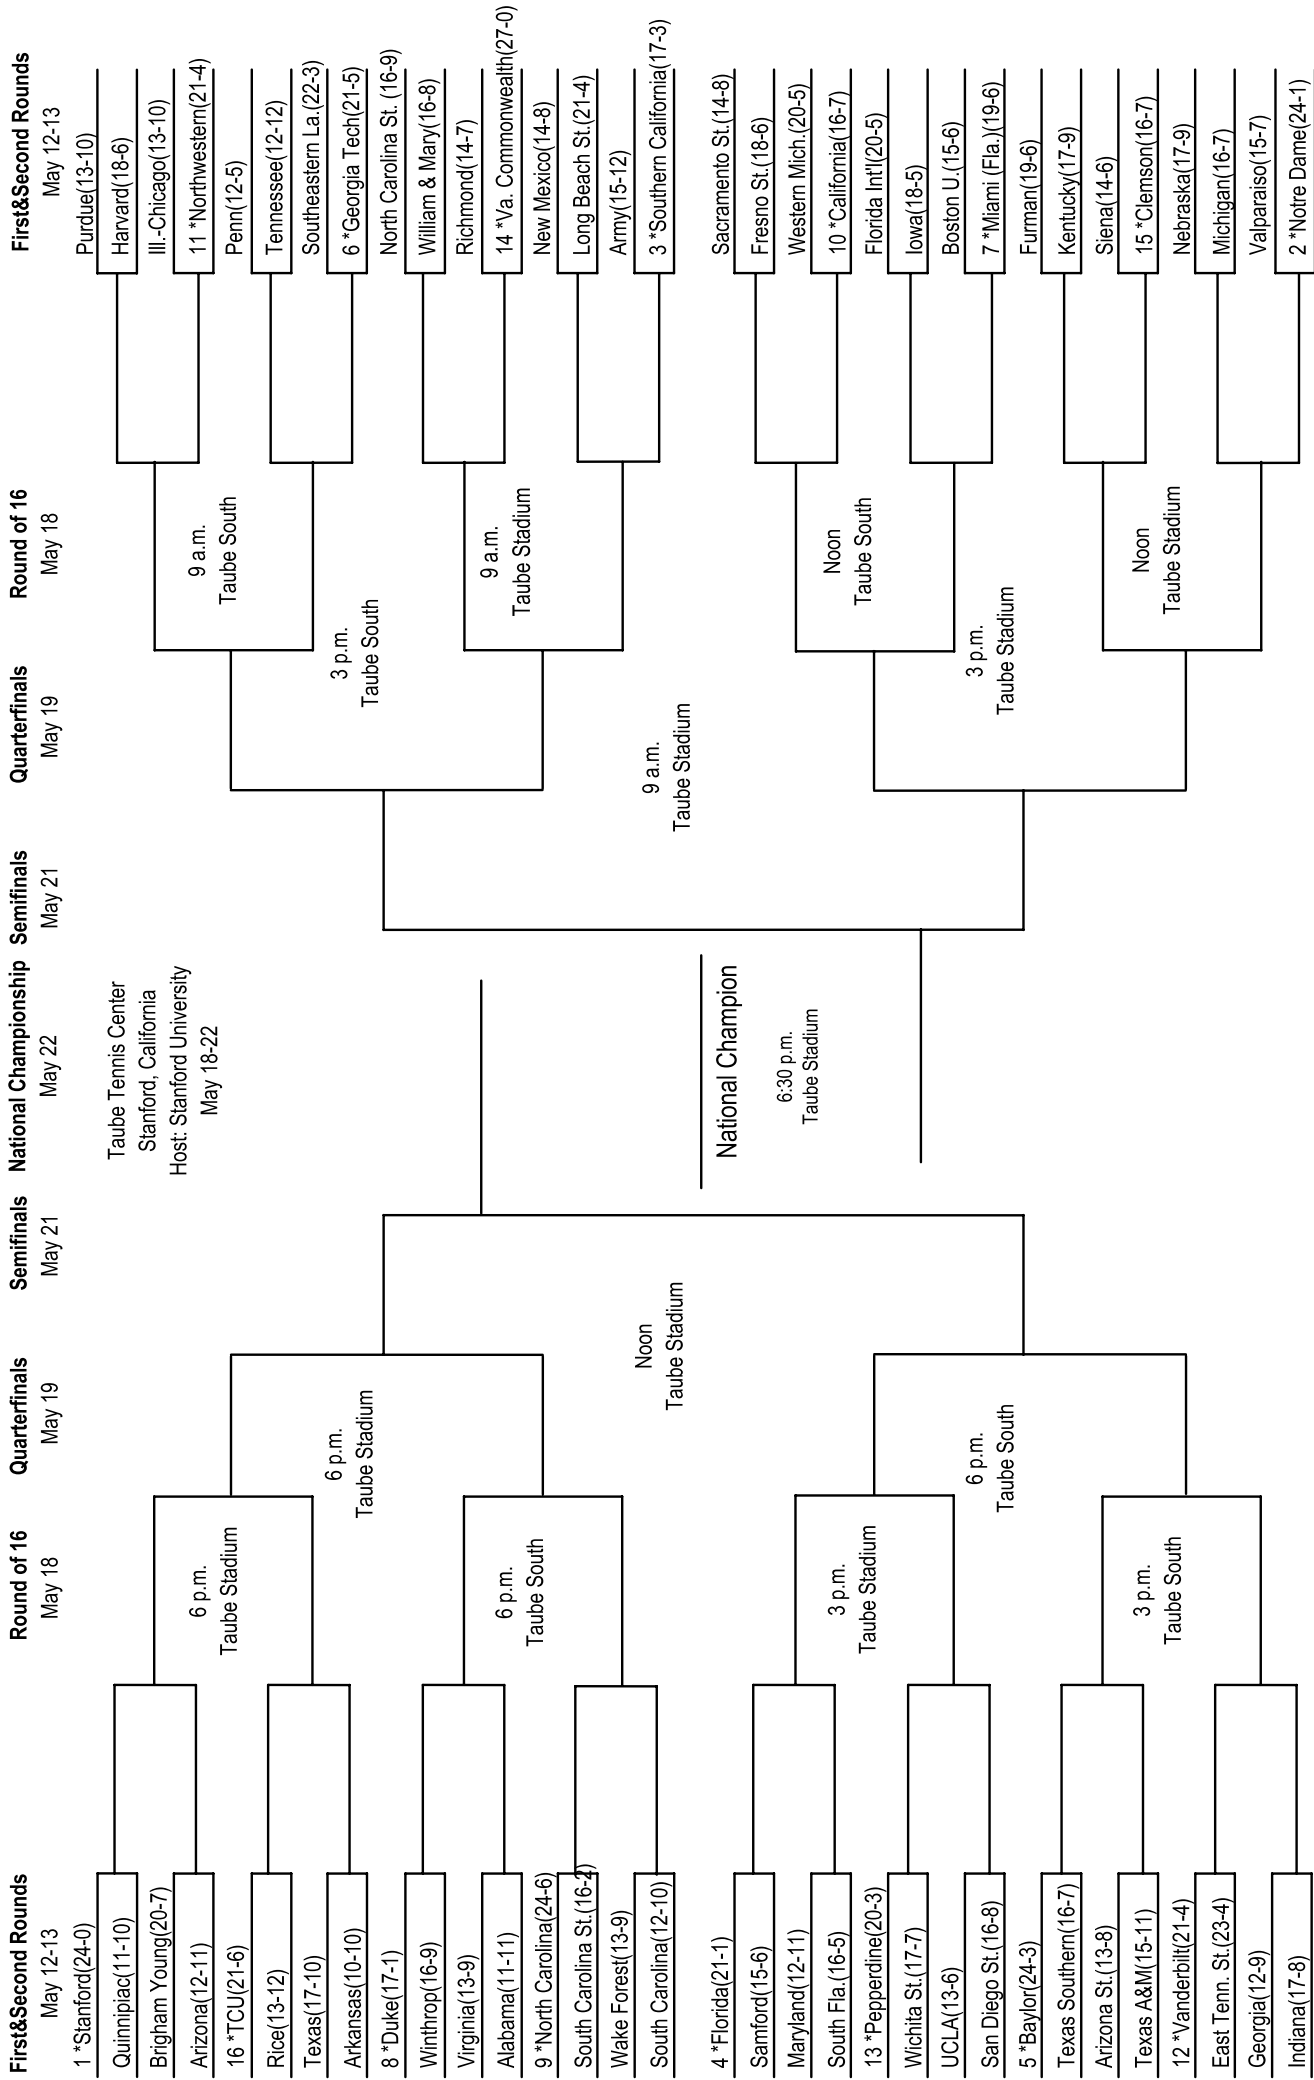 First&Second Rounds
May 12-13
Round of 16
May 18
Quarterfinals
May 19
Semifinals
May 21
National Championship
May 22
Semifinals
May 21
Quarterfinals
May 19
Round of 16
May 18
First&Second Rounds
May 12-13
1 *Stanford(24-0)
Quinnipiac(11-10)
Brigham Young(20-7)
Arizona(12-11)
16 *TCU(21-6)
Rice(13-12)
Texas(17-10)
Arkansas(10-10)
8 *Duke(17-1)
Winthrop(16-9)
Virginia(13-9)
Alabama(11-11)
9 *North Carolina(24-6)
South Carolina St.(16-2)
Wake Forest(13-9)
South Carolina(12-10)
4 *Florida(21-1)
Samford(15-6)
Maryland(12-11)
South Fla.(16-5)
13 *Pepperdine(20-3)
Wichita St.(17-7)
UCLA(13-6)
San Diego St.(16-8)
5 *Baylor(24-3)
Texas Southern(16-7)
Arizona St.(13-8)
Texas A&M(15-11)
12 *Vanderbilt(21-4)
East Tenn. St.(23-4)
Georgia(12-9)
Indiana(17-8)
6 p.m.
Taube Stadium
6 p.m.
Taube South
3 p.m.
Taube Stadium
3 p.m.
Taube South
6 p.m.
Taube Stadium
6 p.m.
Taube South
Noon
Taube Stadium
Taube Tennis Center
Stanford, California
Host: Stanford University
May 18-22
National Champion
6:30 p.m.
Taube Stadium
9 a.m.
Taube Stadium
3 p.m.
Taube South
3 p.m.
Taube Stadium
9 a.m.
Taube South
9 a.m.
Taube Stadium
Noon
Taube South
Noon
Taube Stadium
Purdue(13-10)
Harvard(18-6)
Ill.-Chicago(13-10)
11 *Northwestern(21-4)
Penn(12-5)
Tennessee(12-12)
Southeastern La.(22-3)
6 *Georgia Tech(21-5)
North Carolina St. (16-9)
William & Mary(16-8)
Richmond(14-7)
14 *Va. Commonwealth(27-0)
New Mexico(14-8)
Long Beach St.(21-4)
Army(15-12)
3 *Southern California(17-3)
Sacramento St.(14-8)
Fresno St.(18-6)
Western Mich.(20-5)
10 *California(16-7)
Florida Int'l(20-5)
Iowa(18-5)
Boston U.(15-6)
7 *Miami (Fla.)(19-6)
Furman(19-6)
Kentucky(17-9)
Siena(14-6)
15 *Clemson(16-7)
Nebraska(17-9)
Michigan(16-7)
Valparaiso(15-7)
2 *Notre Dame(24-1)